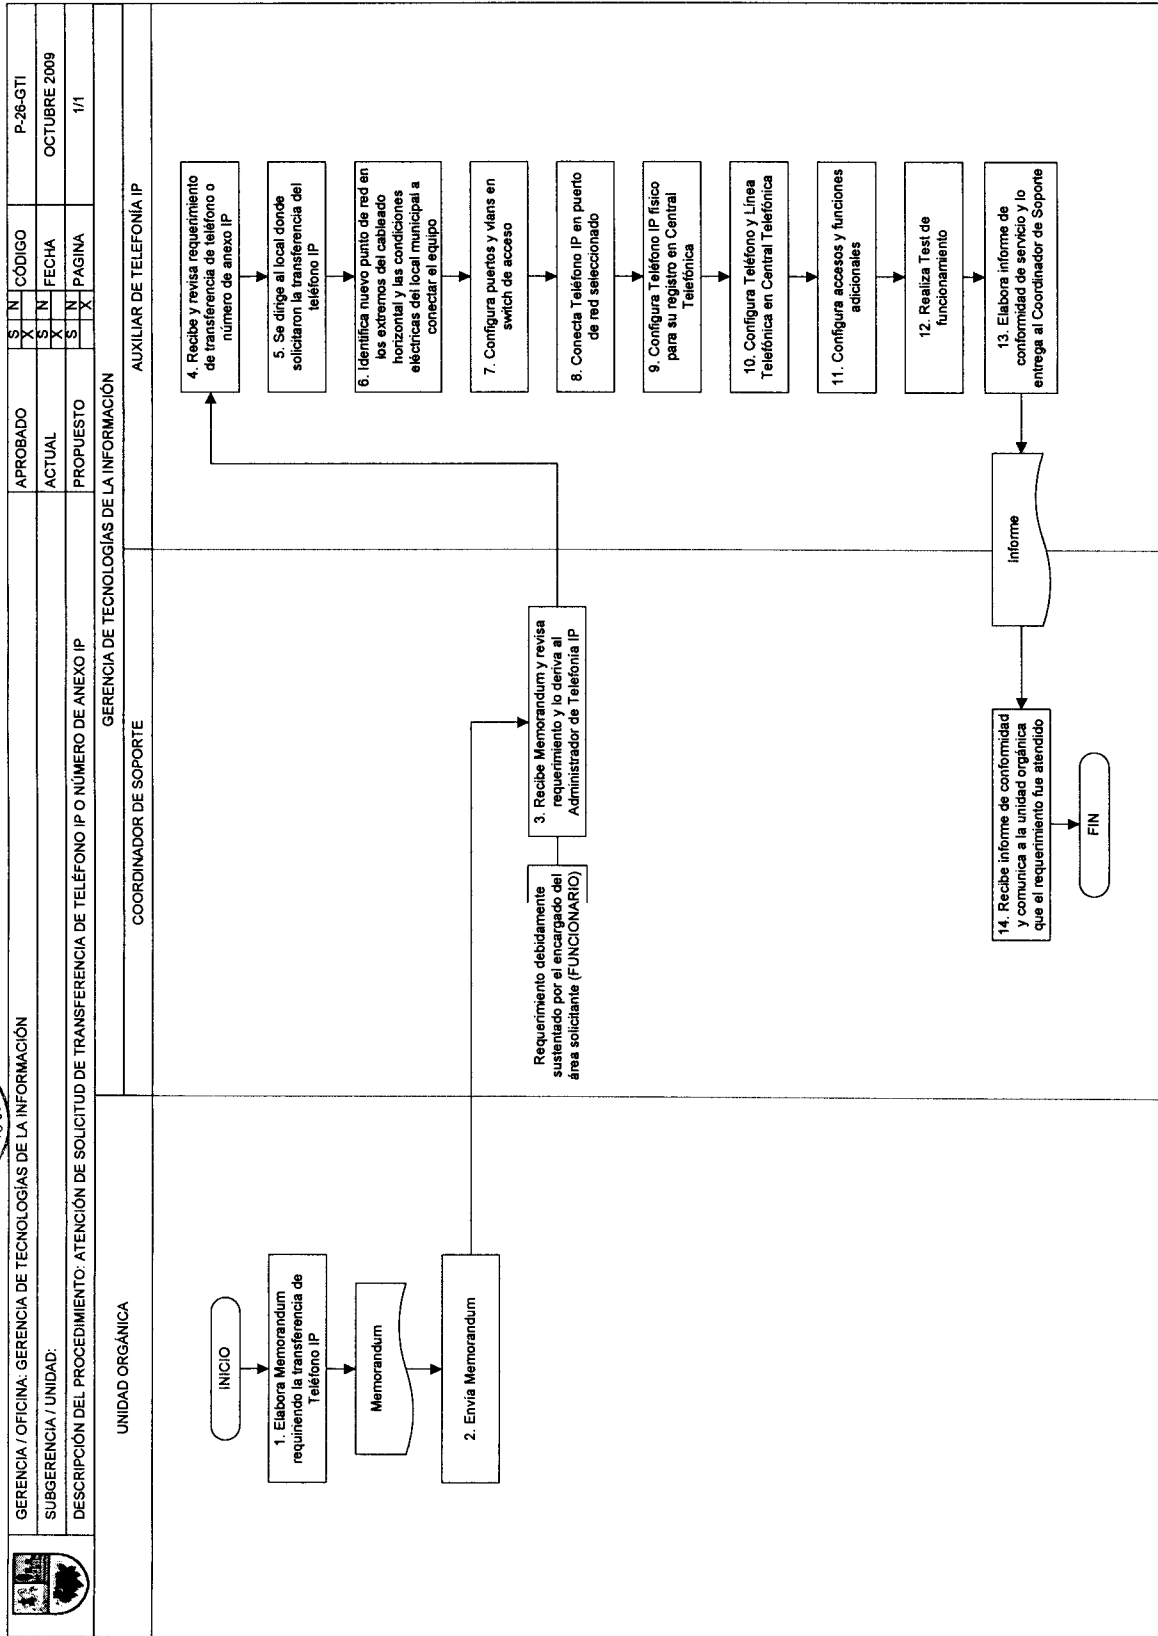 GERENCIA / OFICINA: GERENCIA DE TECNOLOGÍAS DE LA INFORMACIÓN
APROBADO
S N
X
CÓDIGO
P-26-GTI
SUBGERENCIA / UNIDAD:
ACTUAL
S N
X
FECHA
OCTUBRE 2009
DESCRIPCIÓN DEL PROCEDIMIENTO: ATENCIÓN DE SOLICITUD DE TRANSFERENCIA DE TELÉFONO IP O NÚMERO DE ANEXO IP
PROPUESTO
S N
X
PAGINA
1/1
UNIDAD ORGÁNICA
GERENCIA DE TECNOLOGÍAS DE LA INFORMACIÓN
COORDINADOR DE SOPORTE
AUXILIAR DE TELEFONÍA IP
INICIO
1. Elabora Memorandum
requiriendo la transferencia de
Teléfono IP
Memorandum
2. Envía Memorandum
Requerimiento debidamente
sustentado por el encargado del
área solicitante (FUNCIONARIO)
3. Recibe Memorandum y revisa
requerimiento y lo deriva al
Administrador de Telefonía IP
4. Recibe y revisa requerimiento
de transferencia de teléfono o
número de anexo IP
5. Se dirige al local donde
solicitaron la transferencia del
teléfono IP
6. Identifica nuevo punto de red en
los extremos del cableado
horizontal y las condiciones
eléctricas del local municipal a
conectar el equipo
7. Configura puertos y vlans en
switch de acceso
8. Conecta Teléfono IP en puerto
de red seleccionado
9. Configura Teléfono IP físico
para su registro en Central
Telefónica
10. Configura Teléfono y Línea
Telefónica en Central Telefónica
11. Configura accesos y funciones
adicionales
12. Realiza Test de
funcionamiento
13. Elabora informe de
conformidad de servicio y lo
entrega al Coordinador de Soporte
Informe
14. Recibe informe de conformidad
y comunica a la unidad orgánica
que el requerimiento fue atendido
FIN